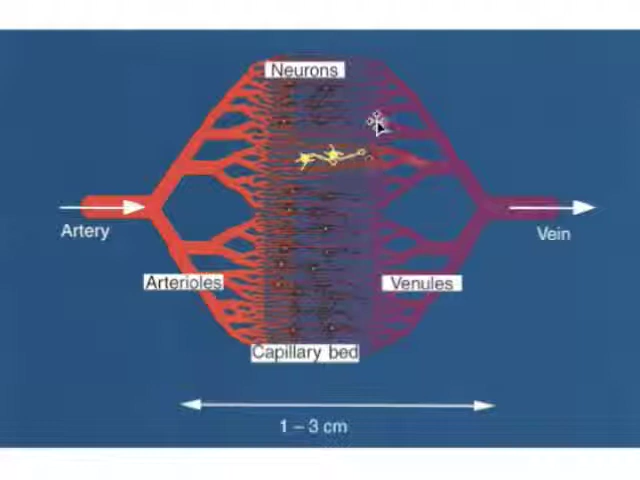 Neurons
Artery
Vein
Arterioles
Venules
Capillary bed
1 – 3 cm